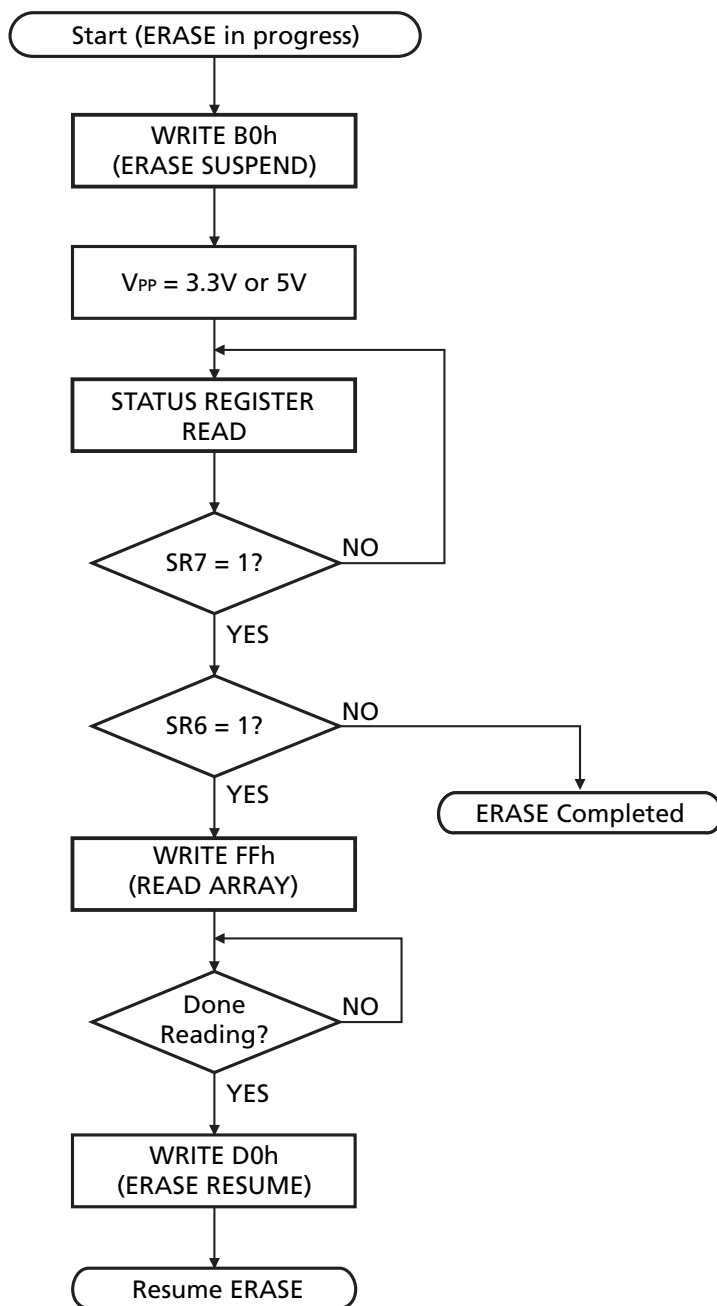 Start (ERASE in progress)
WRITE B0h
(ERASE SUSPEND)
VPP = 3.3V or 5V
STATUS REGISTER
READ
SR7 = 1?
NO
YES
SR6 = 1?
NO
YES
ERASE Completed
WRITE FFh
(READ ARRAY)
Done
Reading?
NO
YES
WRITE D0h
(ERASE RESUME)
Resume ERASE